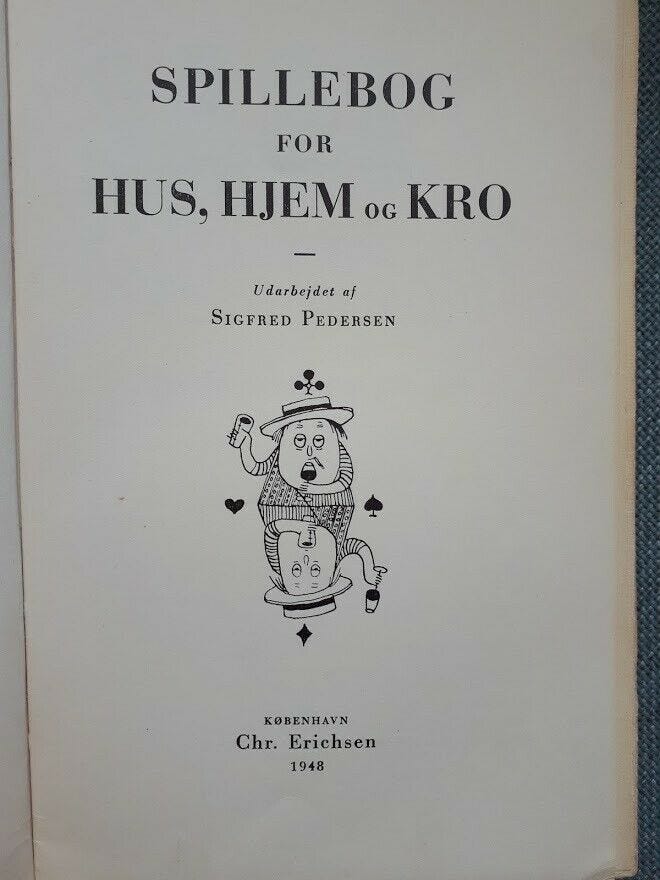 SPILLEBOG
FOR
HUS, HJEM OG KRO
Udarbejdet af
SIGFRED PEDERSEN
KØBENHAVN
Chr. Erichsen
1948